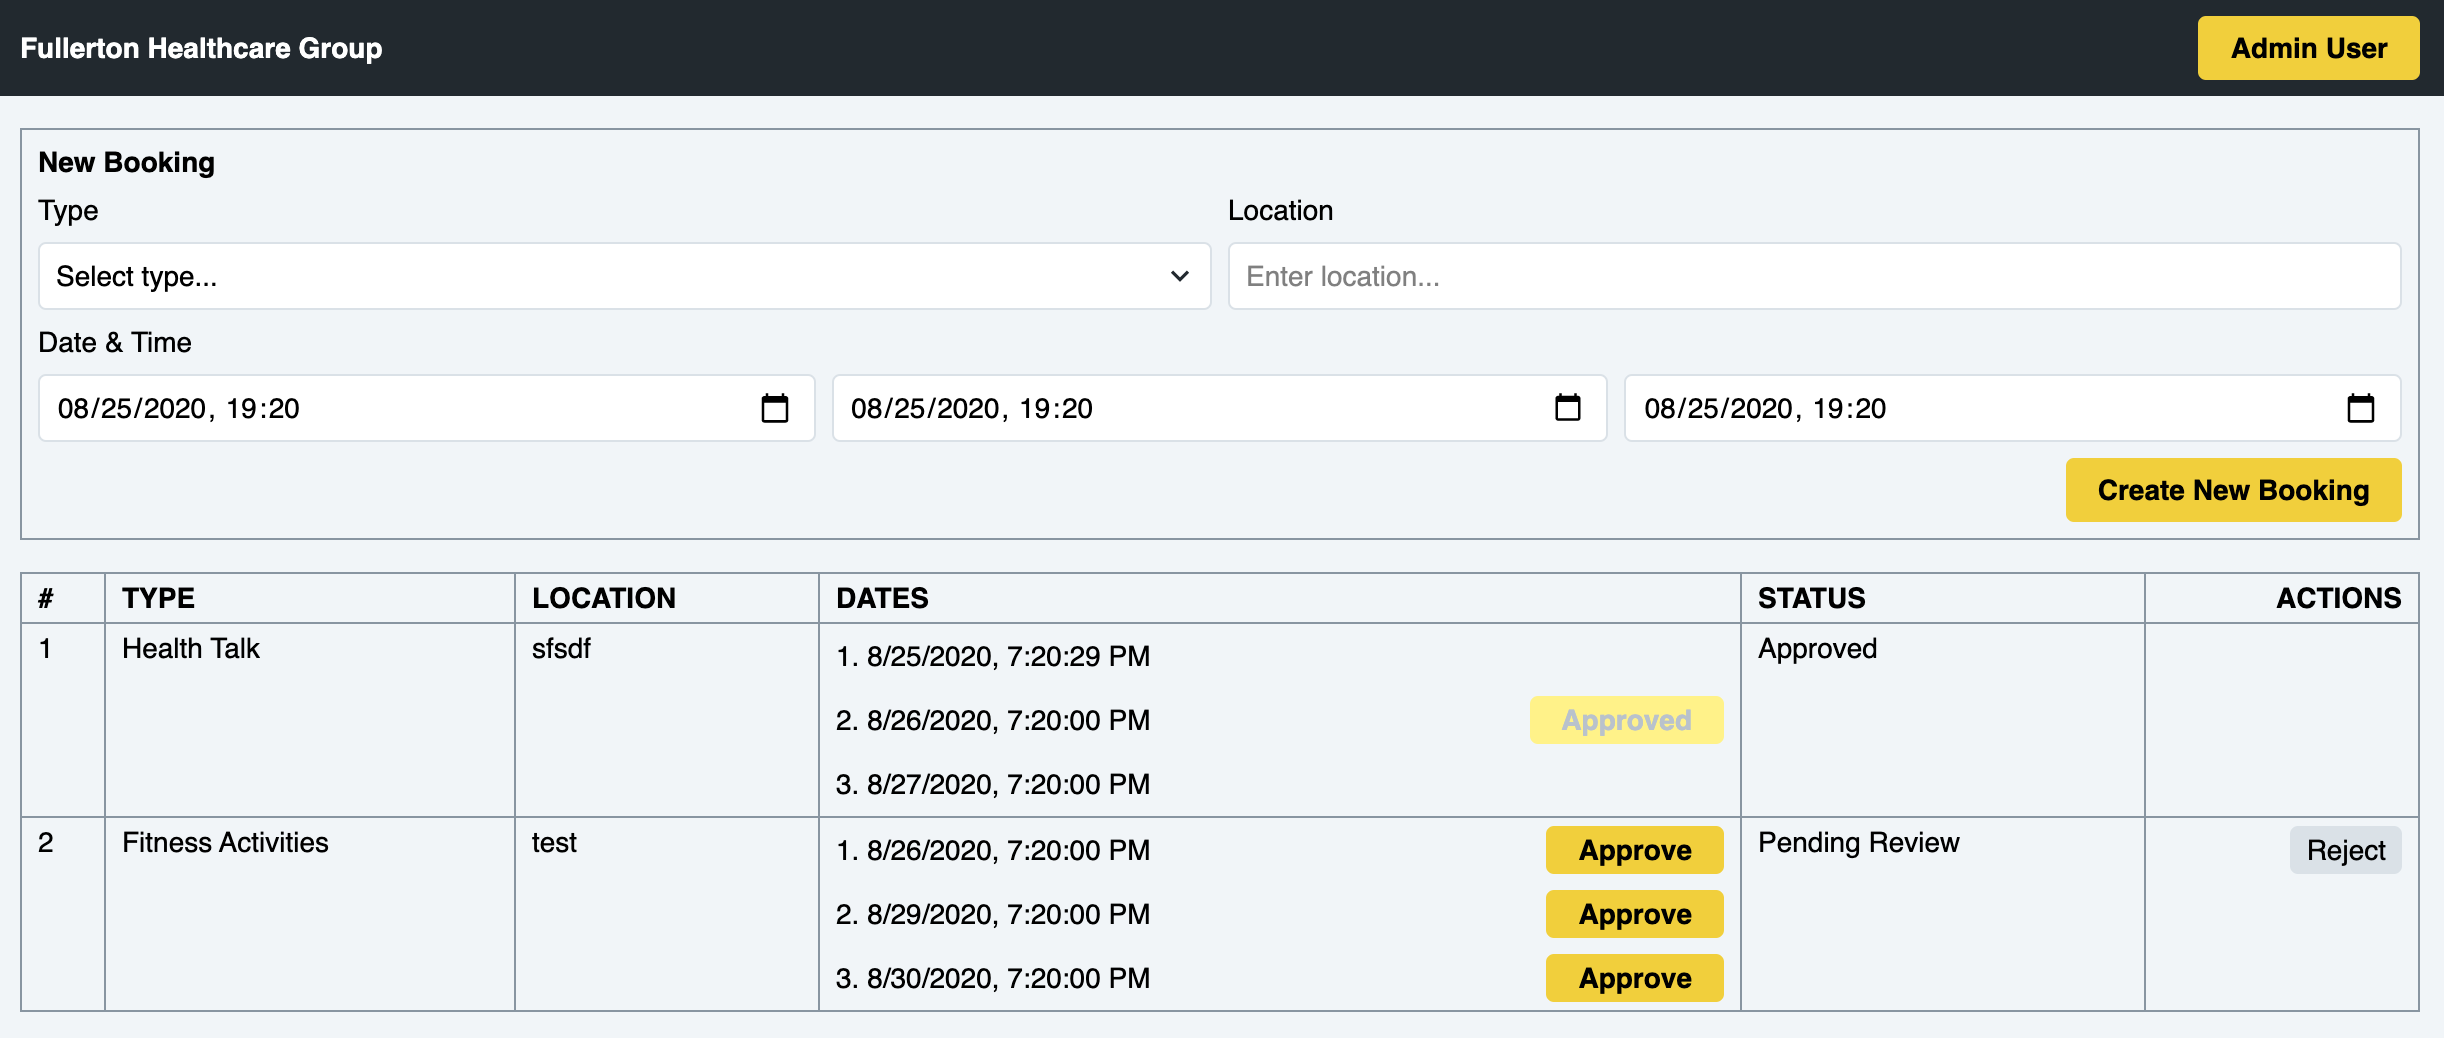 Fullerton Healthcare Group
Admin User
New Booking
Type
Location
Select type...
Enter location...
Date & Time
08/25/2020, 19:20
08/25/2020, 19:20
08/25/2020, 19:20
Create New Booking
# TYPE LOCATION DATES STATUS ACTIONS
1 Health Talk sfsdf 1. 8/25/2020, 7:20:29 PM Approved
2. 8/26/2020, 7:20:00 PM Approved
3. 8/27/2020, 7:20:00 PM
2 Fitness Activities test 1. 8/26/2020, 7:20:00 PM Approve Pending Review Reject
2. 8/29/2020, 7:20:00 PM Approve
3. 8/30/2020, 7:20:00 PM Approve